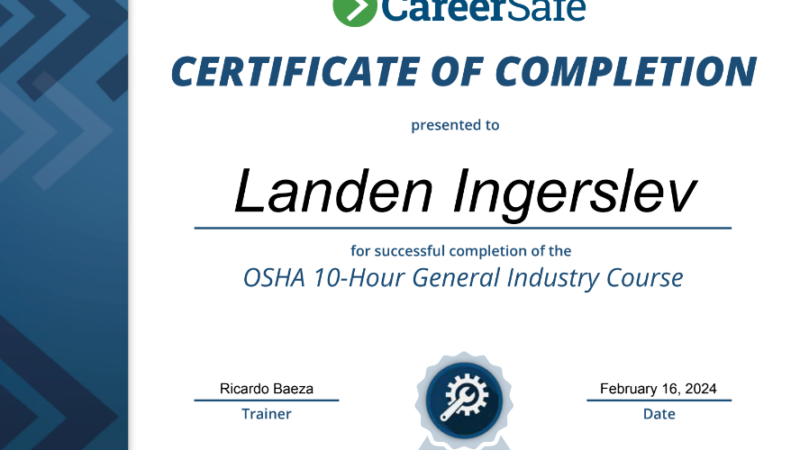 CareerSafe
CERTIFICATE OF COMPLETION
presented to
Landen Ingerslev
for successful completion of the
OSHA 10-Hour General Industry Course
Ricardo Baeza
February 16, 2024
Trainer
Date